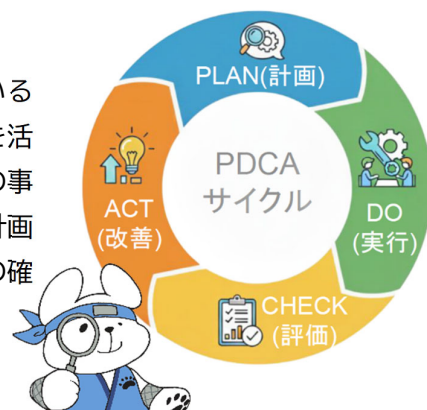 いる
を活
の事
計画
の確
PLAN(計画)
PDCA
サイクル
ACT
(改善)
DO
(実行)
CHECK
(評価)